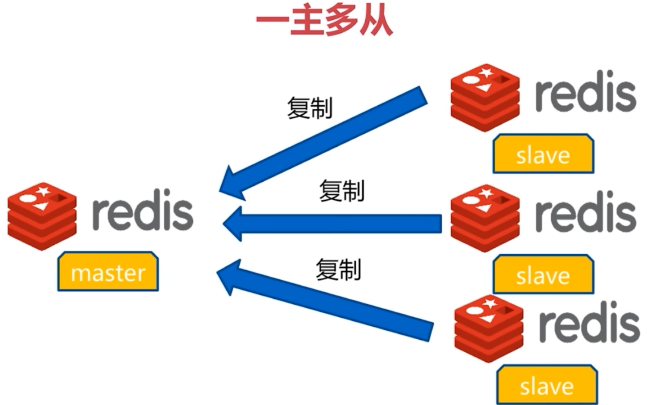 一主多从
复制
redis
slave
复制
redis
master
redis
slave
复制
redis
slave